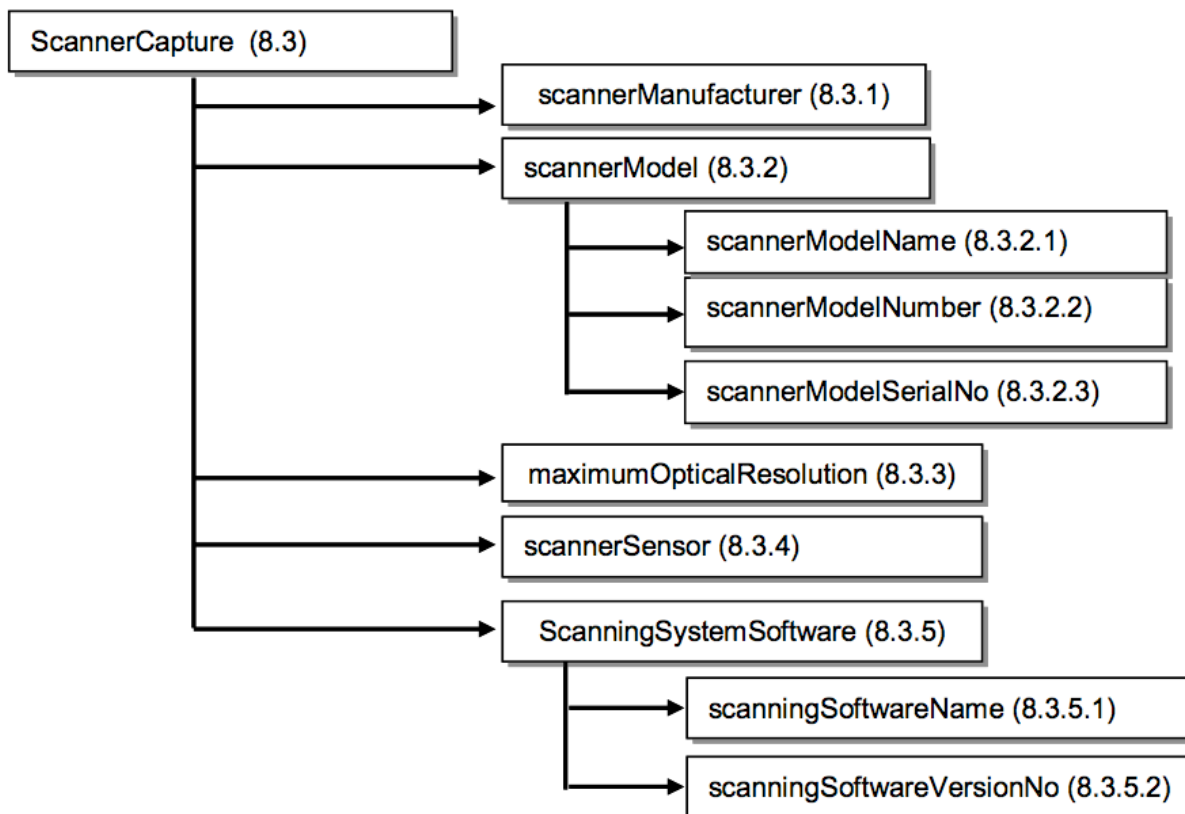 ScannerCapture (8.3)
scannerManufacturer (8.3.1)
scannerModel (8.3.2)
scannerModelName (8.3.2.1)
scannerModelNumber (8.3.2.2)
scannerModelSerialNo (8.3.2.3)
maximumOpticalResolution (8.3.3)
scannerSensor (8.3.4)
ScanningSystemSoftware (8.3.5)
scanningSoftwareName (8.3.5.1)
scanningSoftwareVersionNo (8.3.5.2)